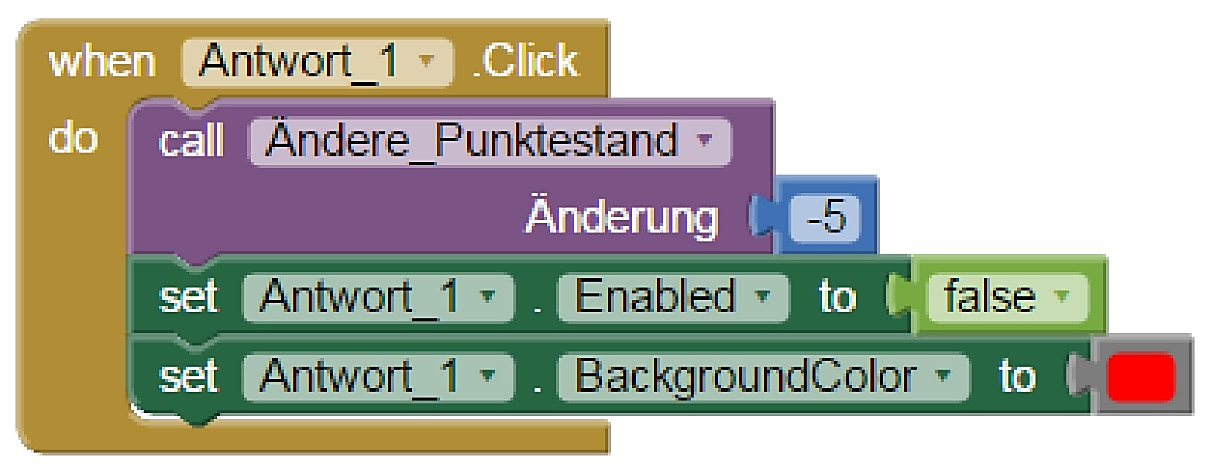 when Antwort_1 .Click
do call Ändere_Punktestand
Änderung -5
set Antwort_1 . Enabled to false
set Antwort_1 . BackgroundColor to